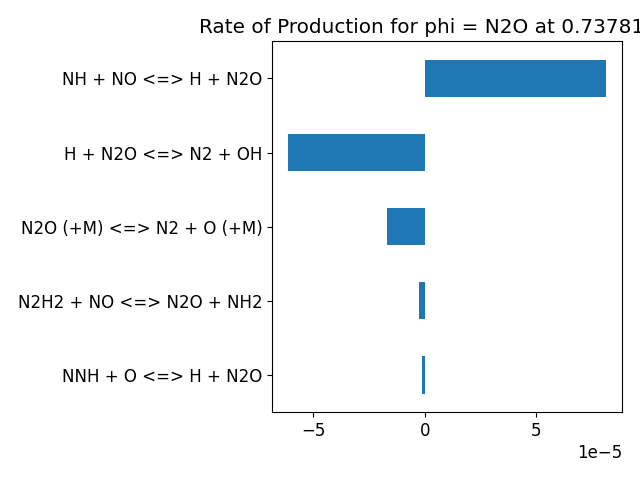 Rate of Production for phi = N2O at 0.73781
NH + NO <=> H + N2O
H + N2O <=> N2 + OH
N2O (+M) <=> N2 + O (+M)
N2H2 + NO <=> N2O + NH2
NNH + O <=> H + N2O
−5 0 5
1e−5